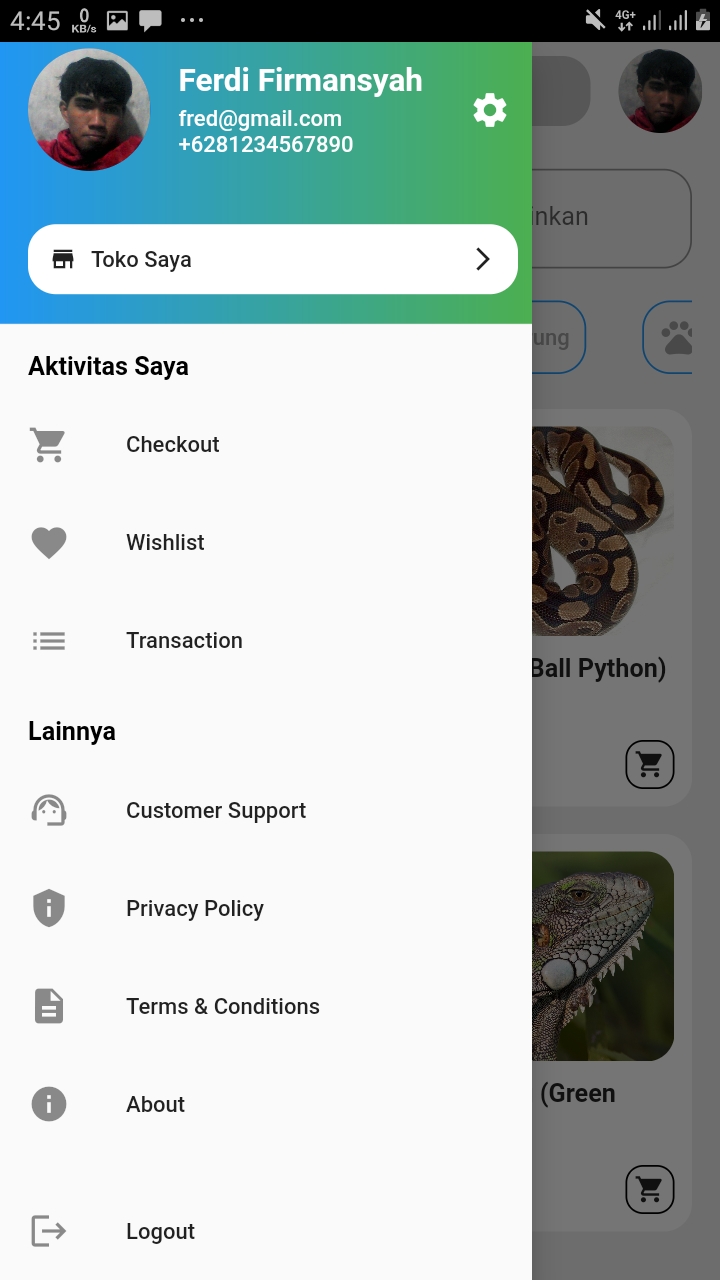 4:45 0 KB/s 4G+
Ferdi Firmansyah
fred@gmail.com
+6281234567890
Toko Saya
inkan
ung
Aktivitas Saya
Checkout
Wishlist
Transaction
Ball Python)
Lainnya
Customer Support
Privacy Policy
Terms & Conditions
(Green
About
Logout